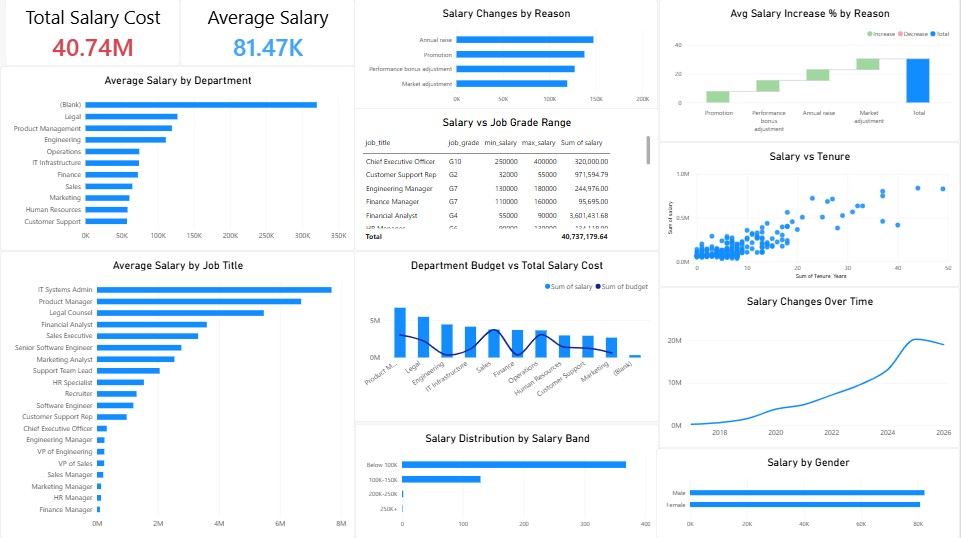 Total Salary Cost
40.74M
Average Salary
81.47K
Average Salary by Department
(Blank)
Legal
Product Management
Engineering
Operations
IT Infrastructure
Finance
Sales
Marketing
Human Resources
Customer Support
0K 50K 100K 150K 200K 250K 300K 350K
Average Salary by Job Title
IT Systems Admin
Product Manager
Legal Counsel
Financial Analyst
Sales Executive
Senior Software Engineer
Marketing Analyst
Support Team Lead
HR Specialist
Recruiter
Software Engineer
Customer Support Rep
Chief Executive Officer
Engineering Manager
VP of Engineering
VP of Sales
Sales Manager
Marketing Manager
HR Manager
Finance Manager
0M 2M 4M 6M 8M
Salary Changes by Reason
Annual raise
Promotion
Performance bonus adjustment
Market adjustment
0K 50K 100K 150K 200K
Salary vs Job Grade Range
job_title job_grade min_salary max_salary Sum of salary
Chief Executive Officer G10 250000 400000 320,000.00
Customer Support Rep G2 32000 55000 971,594.79
Engineering Manager G7 130000 180000 244,976.00
Finance Manager G7 110000 160000 95,695.00
Financial Analyst G4 55000 90000 3,601,431.68
Total 40,737,179.64
Department Budget vs Total Salary Cost
Sum of salary Sum of budget
5M
0M
Product M...
Legal
Engineering
IT Infrastructure
Sales
Finance
Operations
Human Resources
Customer Support
Marketing
(Blank)
Salary Distribution by Salary Band
Below 100K
100K-150K
200K-250K
250K+
0 100 200 300 400
Avg Salary Increase % by Reason
Increase Decrease Total
40
20
0
Promotion
Performance
bonus
adjustment
Annual raise
Market
adjustment
Total
Salary vs Tenure
Sum of salary
1.0M
0.5M
0.0M
0 10 20 30 40 50
Sum of Tenure_Years
Salary Changes Over Time
20M
10M
0M
2018 2020 2022 2024 2026
Salary by Gender
Male
Female
0K 20K 40K 60K 80K